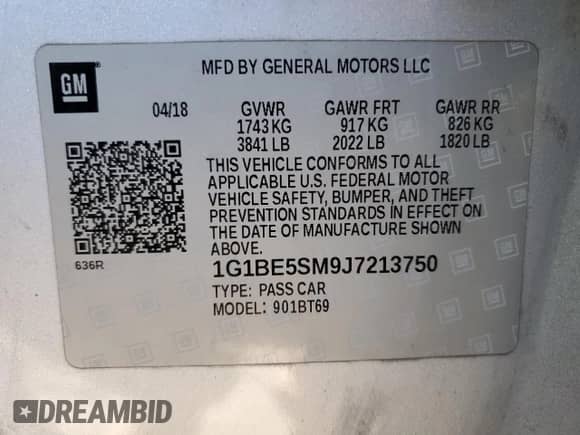 GM
MFD BY GENERAL MOTORS LLC
04/18 GVWR GAWR FRT GAWR RR
1743 KG 917 KG 826 KG
3841 LB 2022 LB 1820 LB
THIS VEHICLE CONFORMS TO ALL
APPLICABLE U.S. FEDERAL MOTOR
VEHICLE SAFETY, BUMPER, AND THEFT
PREVENTION STANDARDS IN EFFECT ON
THE DATE OF MANUFACTURE SHOWN
ABOVE.
636R
1G1BE5SM9J7213750
TYPE: PASS CAR
MODEL: 901BT69
DREAMBID